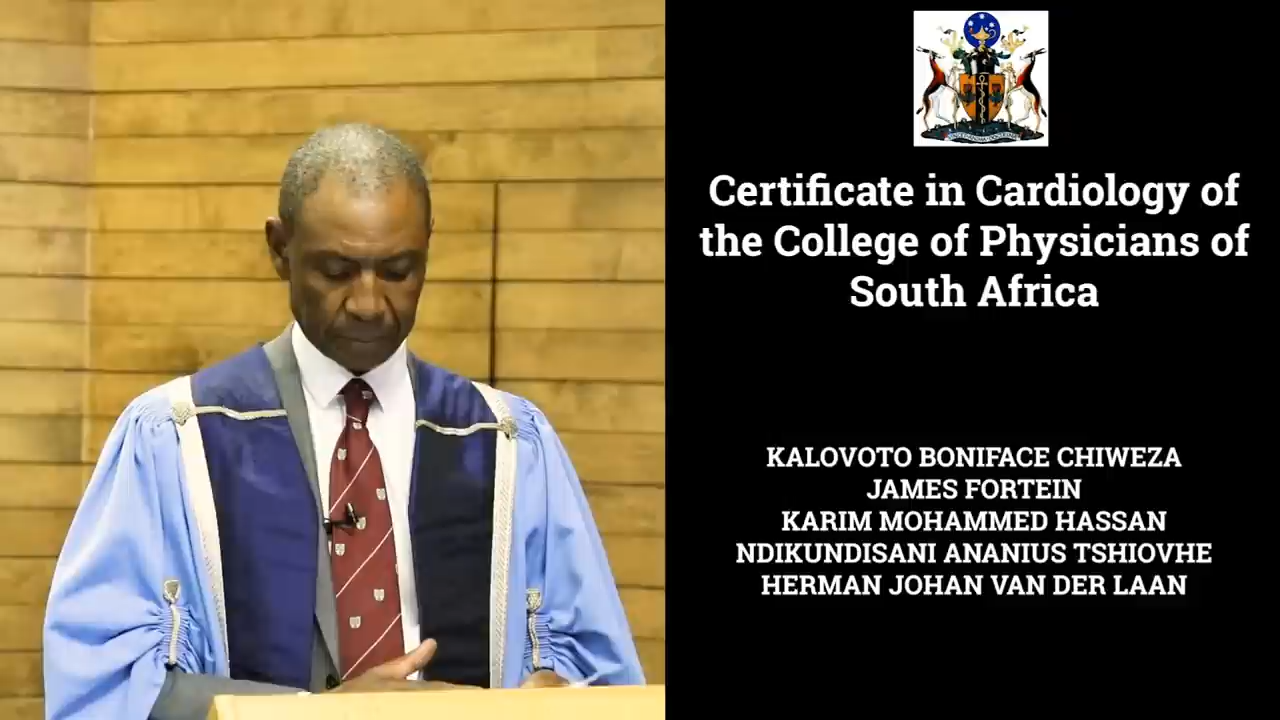 Certificate in Cardiology of
the College of Physicians of
South Africa
KALOVOTO BONIFACE CHIWEZA
JAMES FORTEIN
KARIM MOHAMMED HASSAN
NDIKUNDISANI ANANIUS TSHIOVHE
HERMAN JOHAN VAN DER LAAN